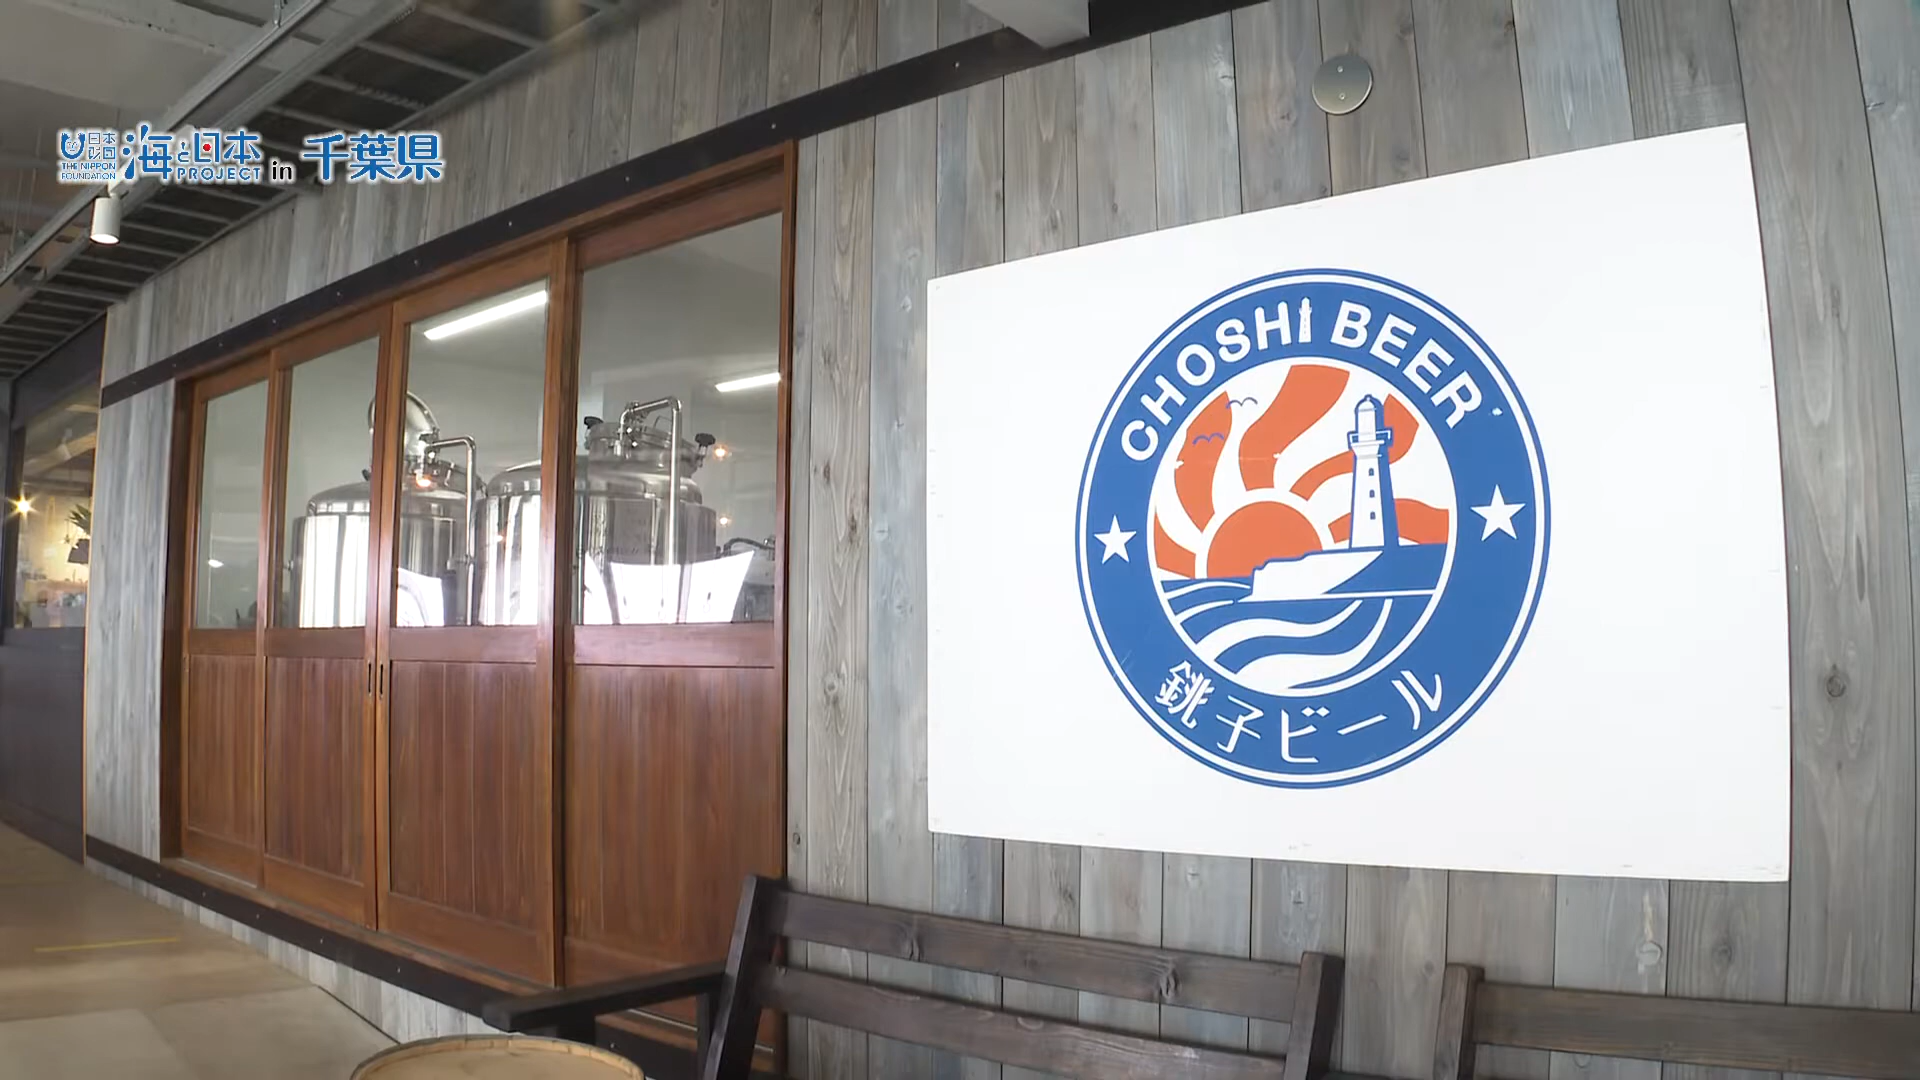 日本財団
THE NIPPON
FOUNDATION
海と日本
PROJECT
in 千葉県
CHOSHI BEER
銚子ビール